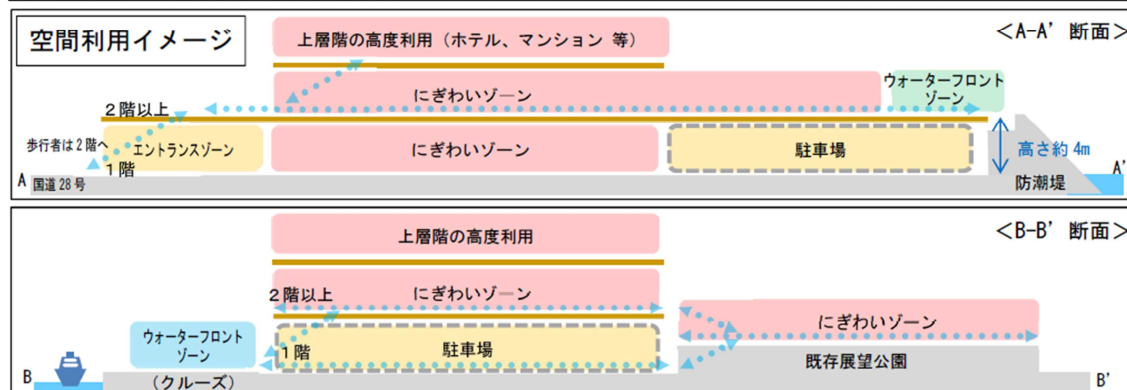 空間利用イメージ
<A-A' 断面>
上層階の高度利用（ホテル、マンション 等）
にぎわいゾーン
ウォーターフロント
ゾーン
２階以上
歩行者は２階へ
エントランスゾーン
１階
にぎわいゾーン
駐車場
高さ約 4m
A
国道 28 号
防潮堤
A'
<B-B' 断面>
上層階の高度利用
２階以上
にぎわいゾーン
ウォーターフロント
ゾーン
１階
駐車場
にぎわいゾーン
既存展望公園
B
（クルーズ）
B'